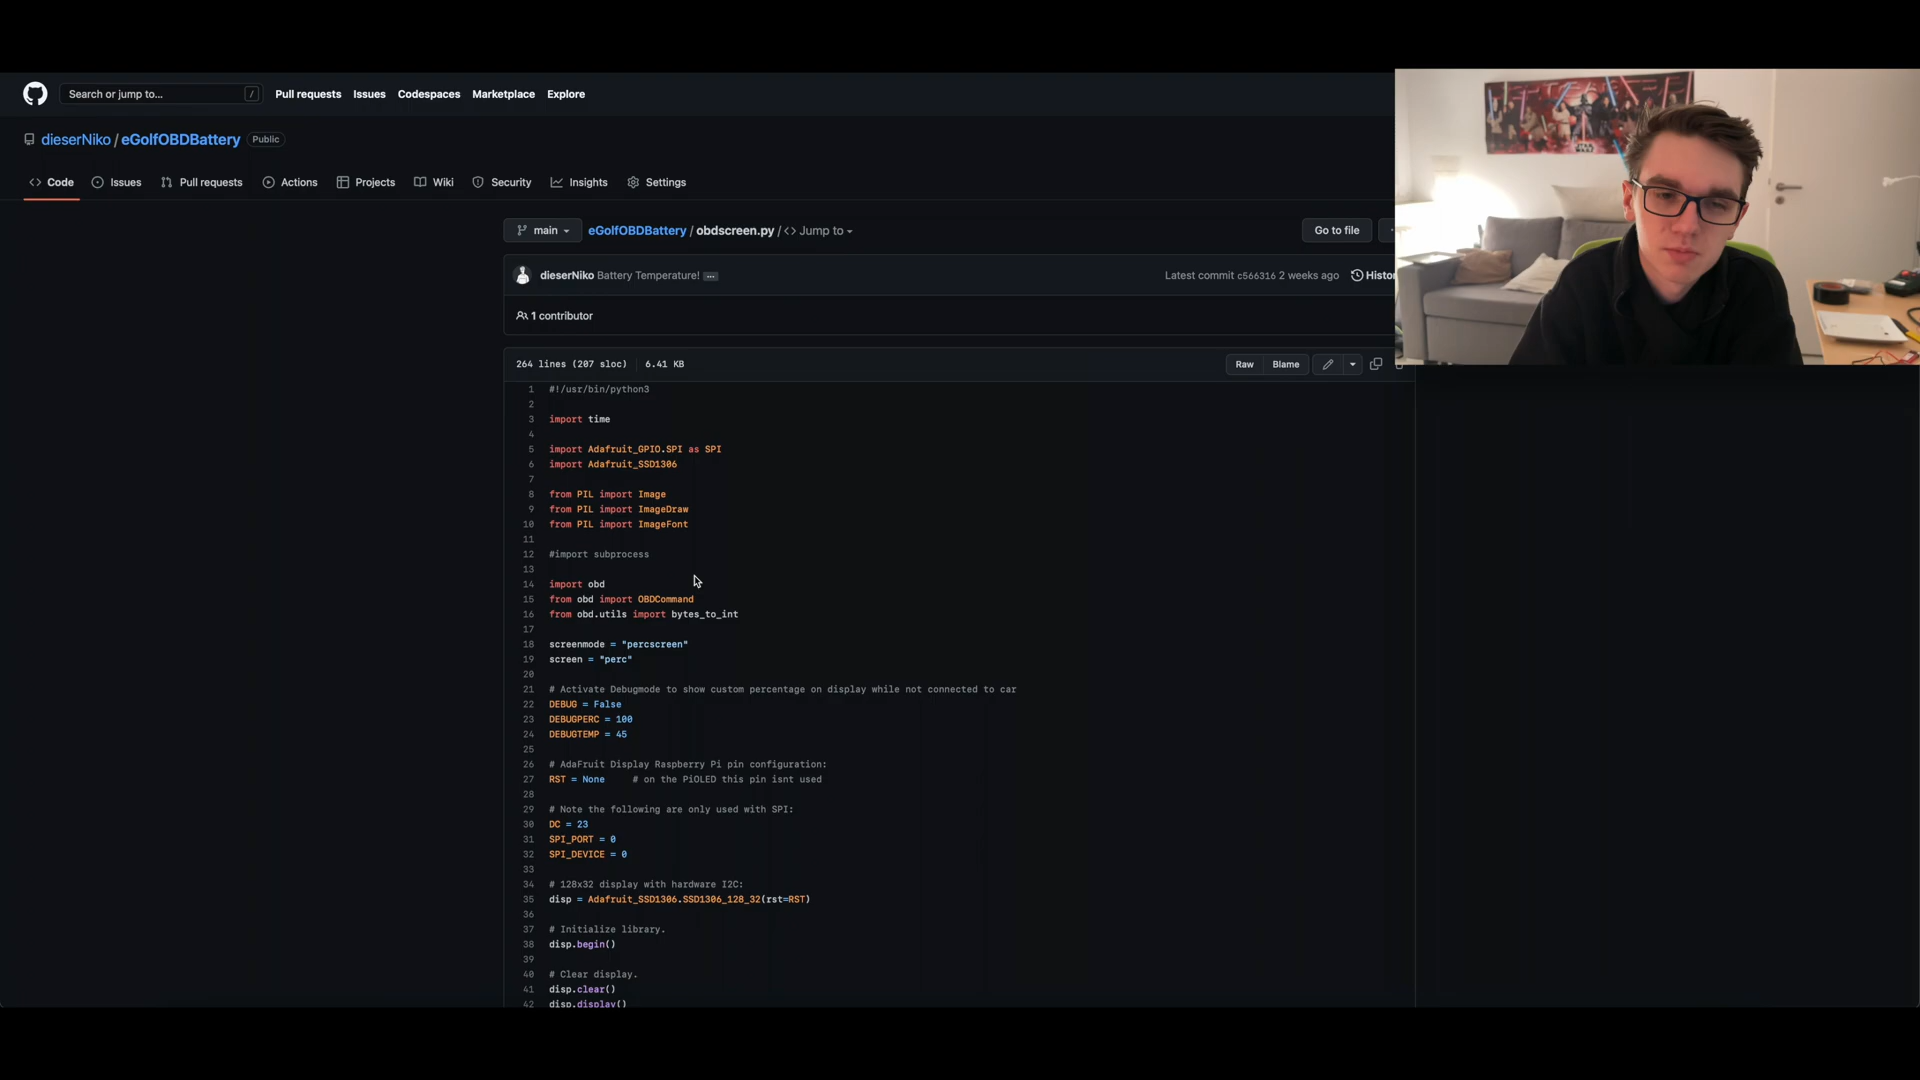 Search or jump to... /
Pull requests Issues Codespaces Marketplace Explore
dieserNiko / eGolfOBDBattery Public
Code Issues Pull requests Actions Projects Wiki Security Insights Settings
main eGolfOBDBattery / obdscreen.py / <> Jump to
Go to file
dieserNiko Battery Temperature! ...
Latest commit c566316 2 weeks ago Histor
1 contributor
264 lines (207 sloc) 6.41 KB
Raw Blame
1 #!/usr/bin/python3
2
3 import time
4
5 import Adafruit_GPIO.SPI as SPI
6 import Adafruit_SSD1306
7
8 from PIL import Image
9 from PIL import ImageDraw
10 from PIL import ImageFont
11
12 #import subprocess
13
14 import obd
15 from obd import OBDCommand
16 from obd.utils import bytes_to_int
17
18 screenmode = "percscreen"
19 screen = "perc"
20
21 # Activate Debugmode to show custom percentage on display while not connected to car
22 DEBUG = False
23 DEBUGPERC = 100
24 DEBUGTEMP = 45
25
26 # AdaFruit Display Raspberry Pi pin configuration:
27 RST = None # on the PiOLED this pin isnt used
28
29 # Note the following are only used with SPI:
30 DC = 23
31 SPI_PORT = 0
32 SPI_DEVICE = 0
33
34 # 128x32 display with hardware I2C:
35 disp = Adafruit_SSD1306.SSD1306_128_32(rst=RST)
36
37 # Initialize library.
38 disp.begin()
39
40 # Clear display.
41 disp.clear()
42 disp.display()